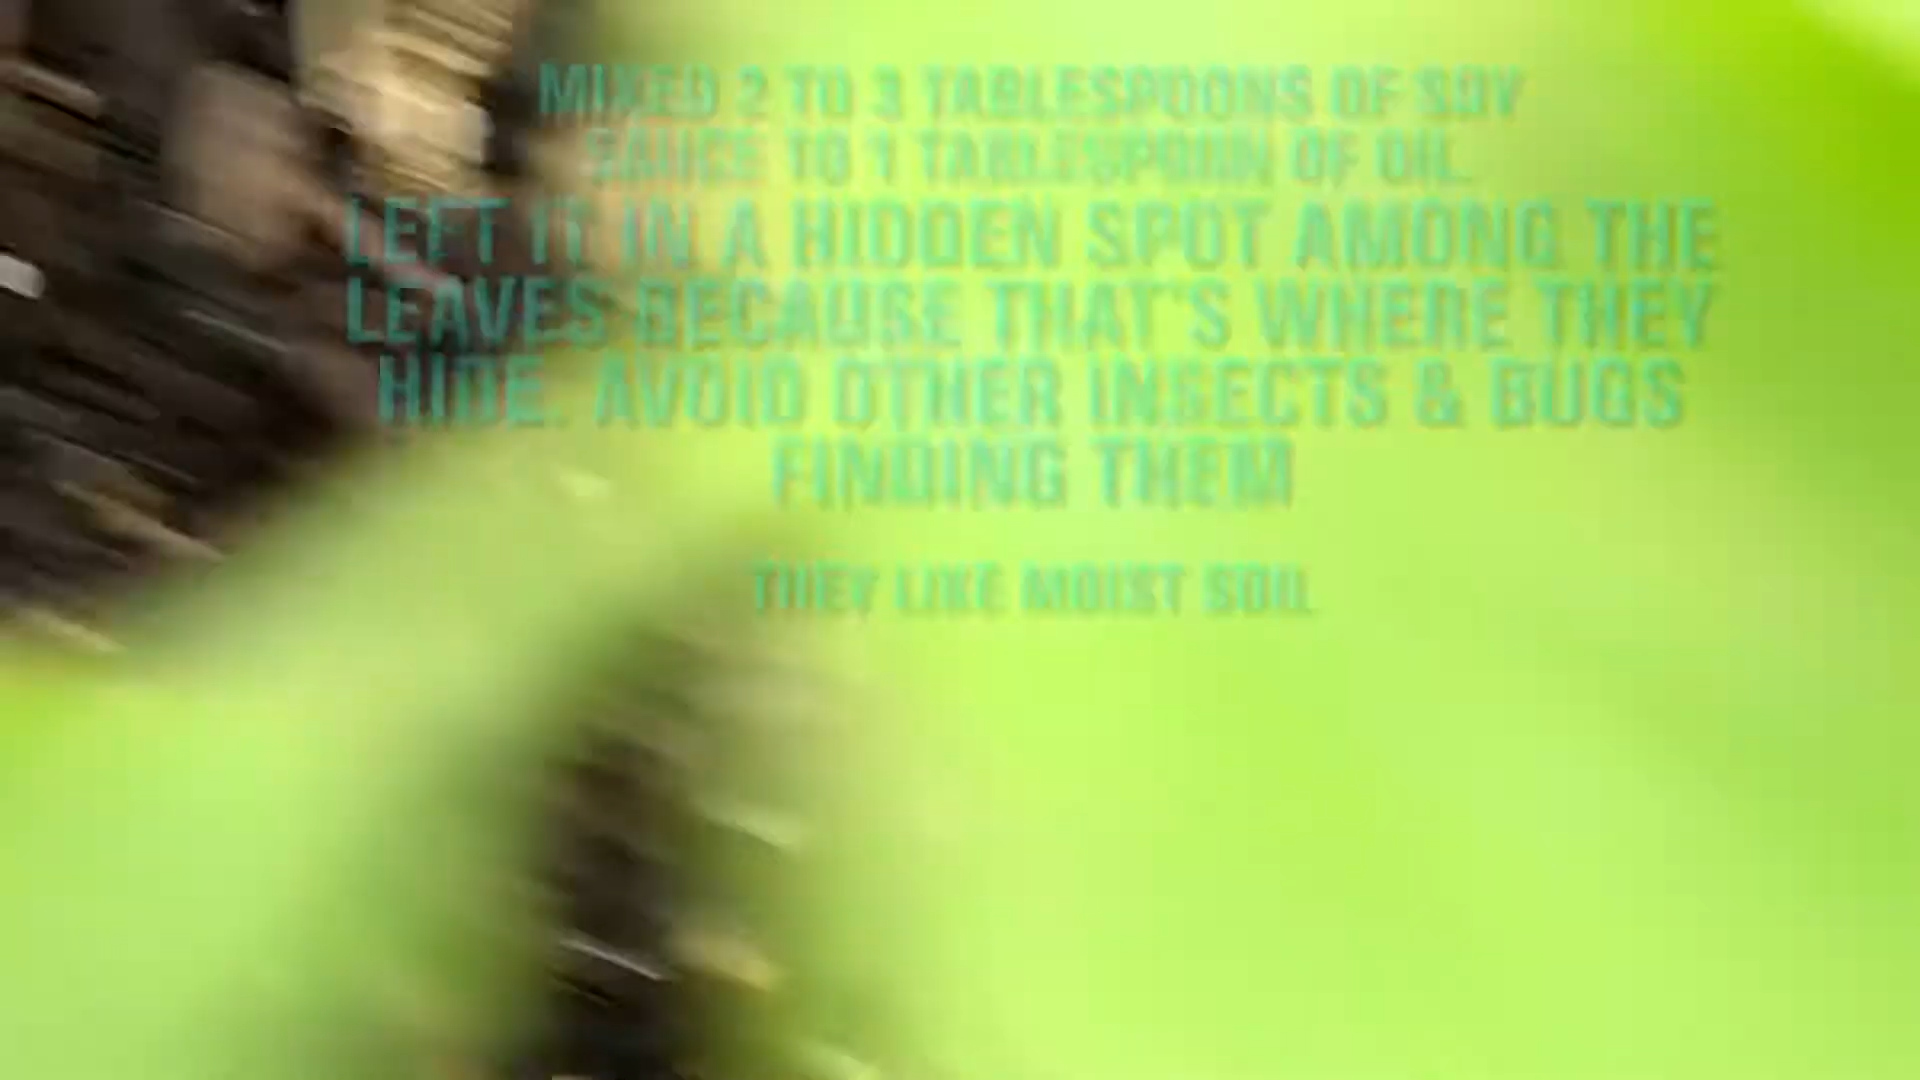 MIXED 2 TO 3 TABLESPOONS OF SOY
SAUCE TO 1 TABLESPOON OF OIL.
LEFT IT IN A HIDDEN SPOT AMONG THE
LEAVES BECAUSE THAT'S WHERE THEY
HIDE. AVOID OTHER INSECTS & BUGS
FINDING THEM
THEY LIKE MOIST SOIL